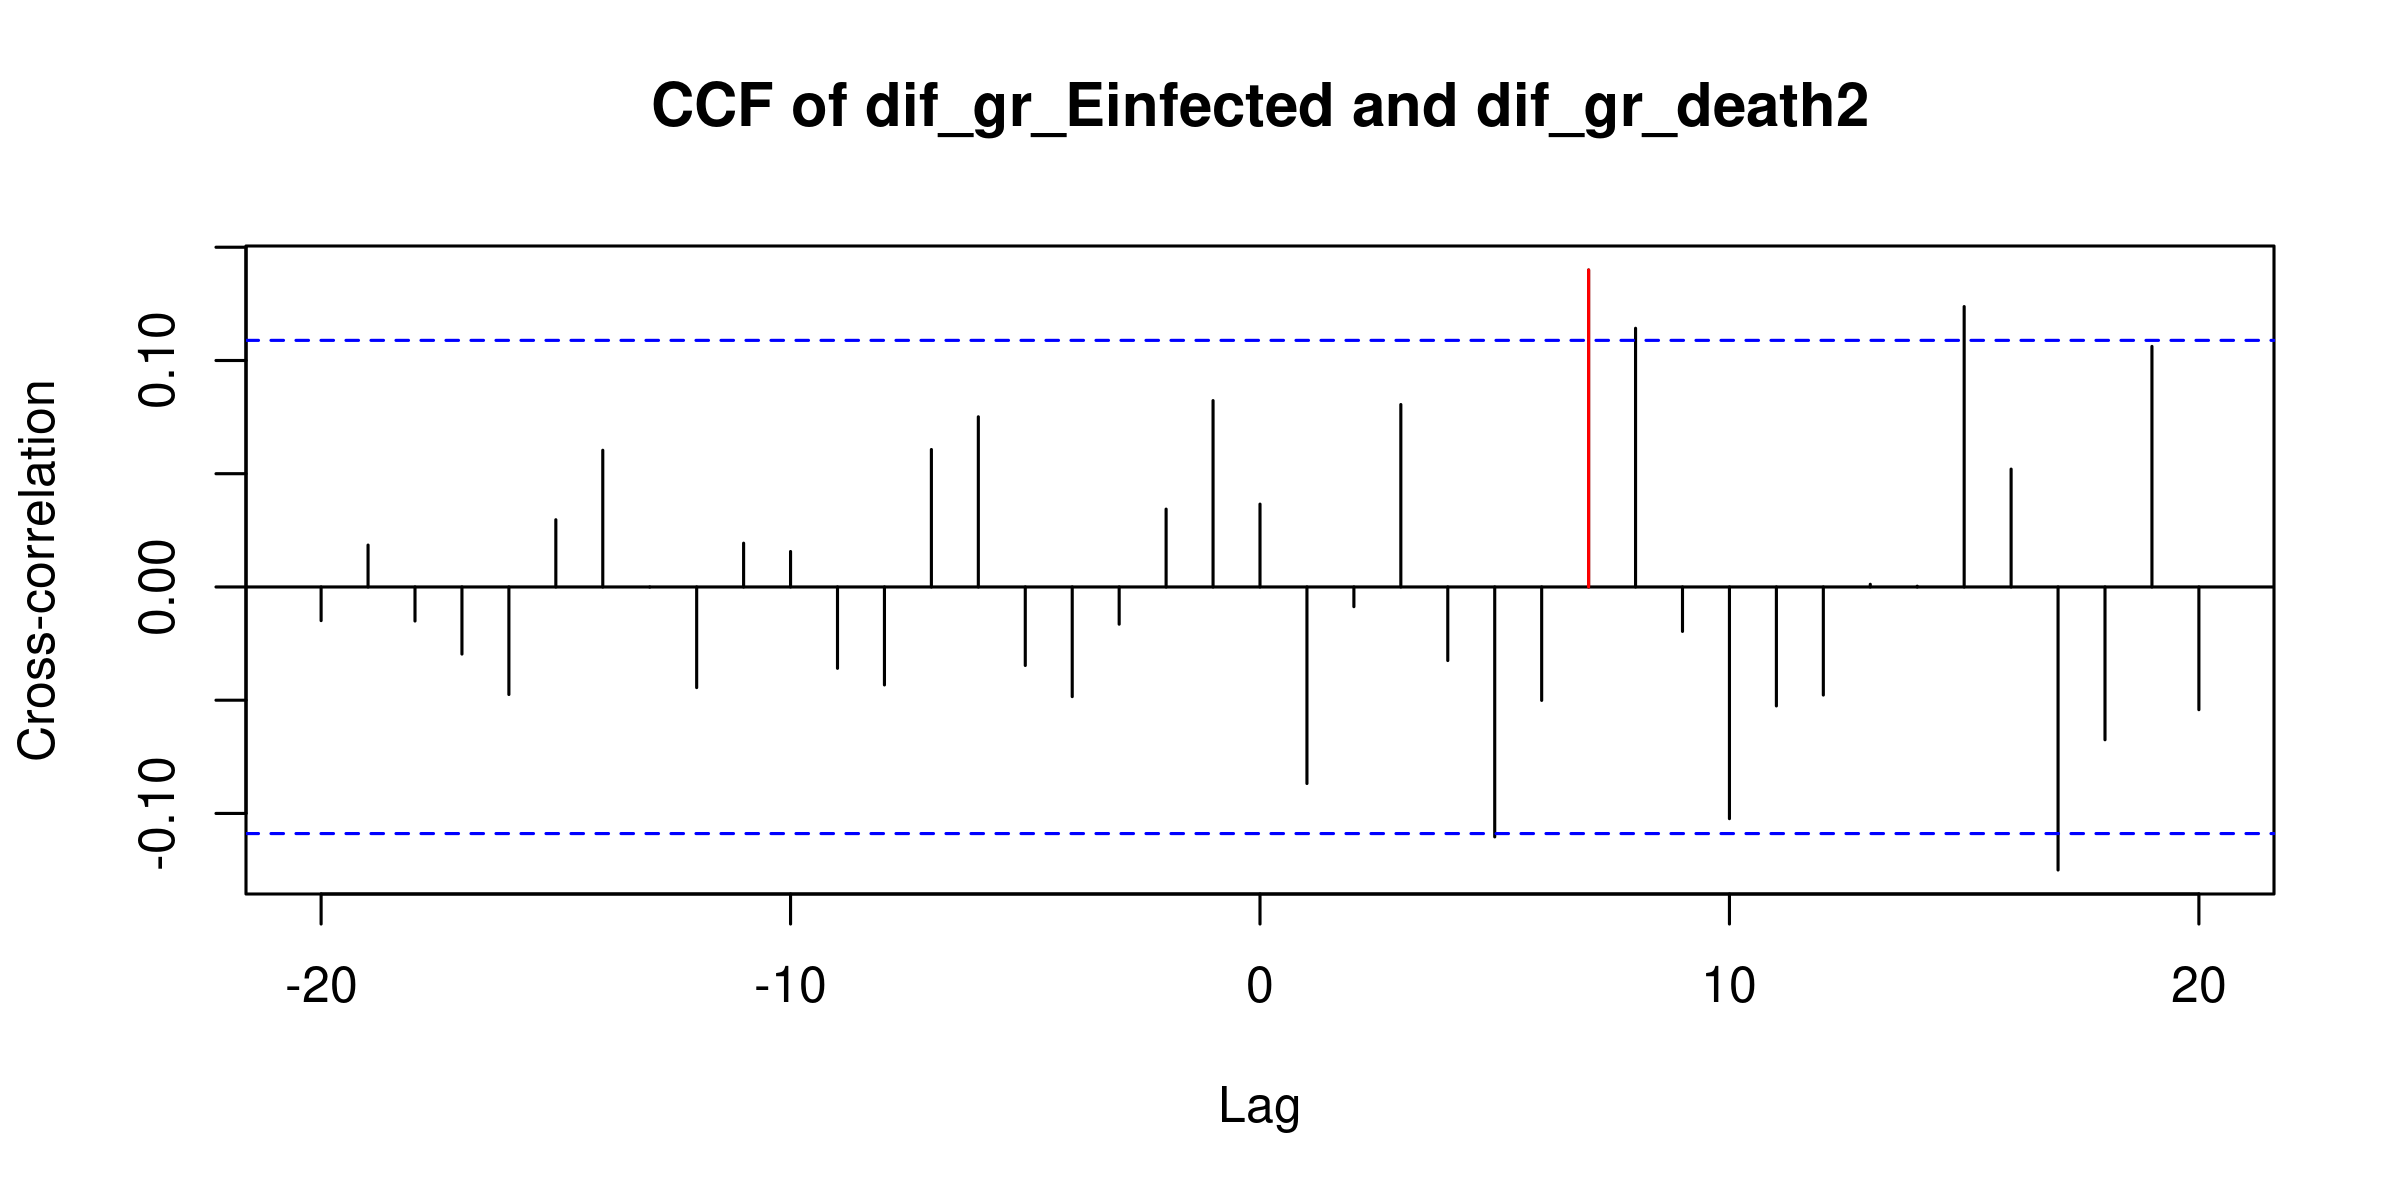 CCF of dif_gr_Einfected and dif_gr_death2
Cross-correlation
0.10
0.00
-0.10
-20
-10
0
10
20
Lag